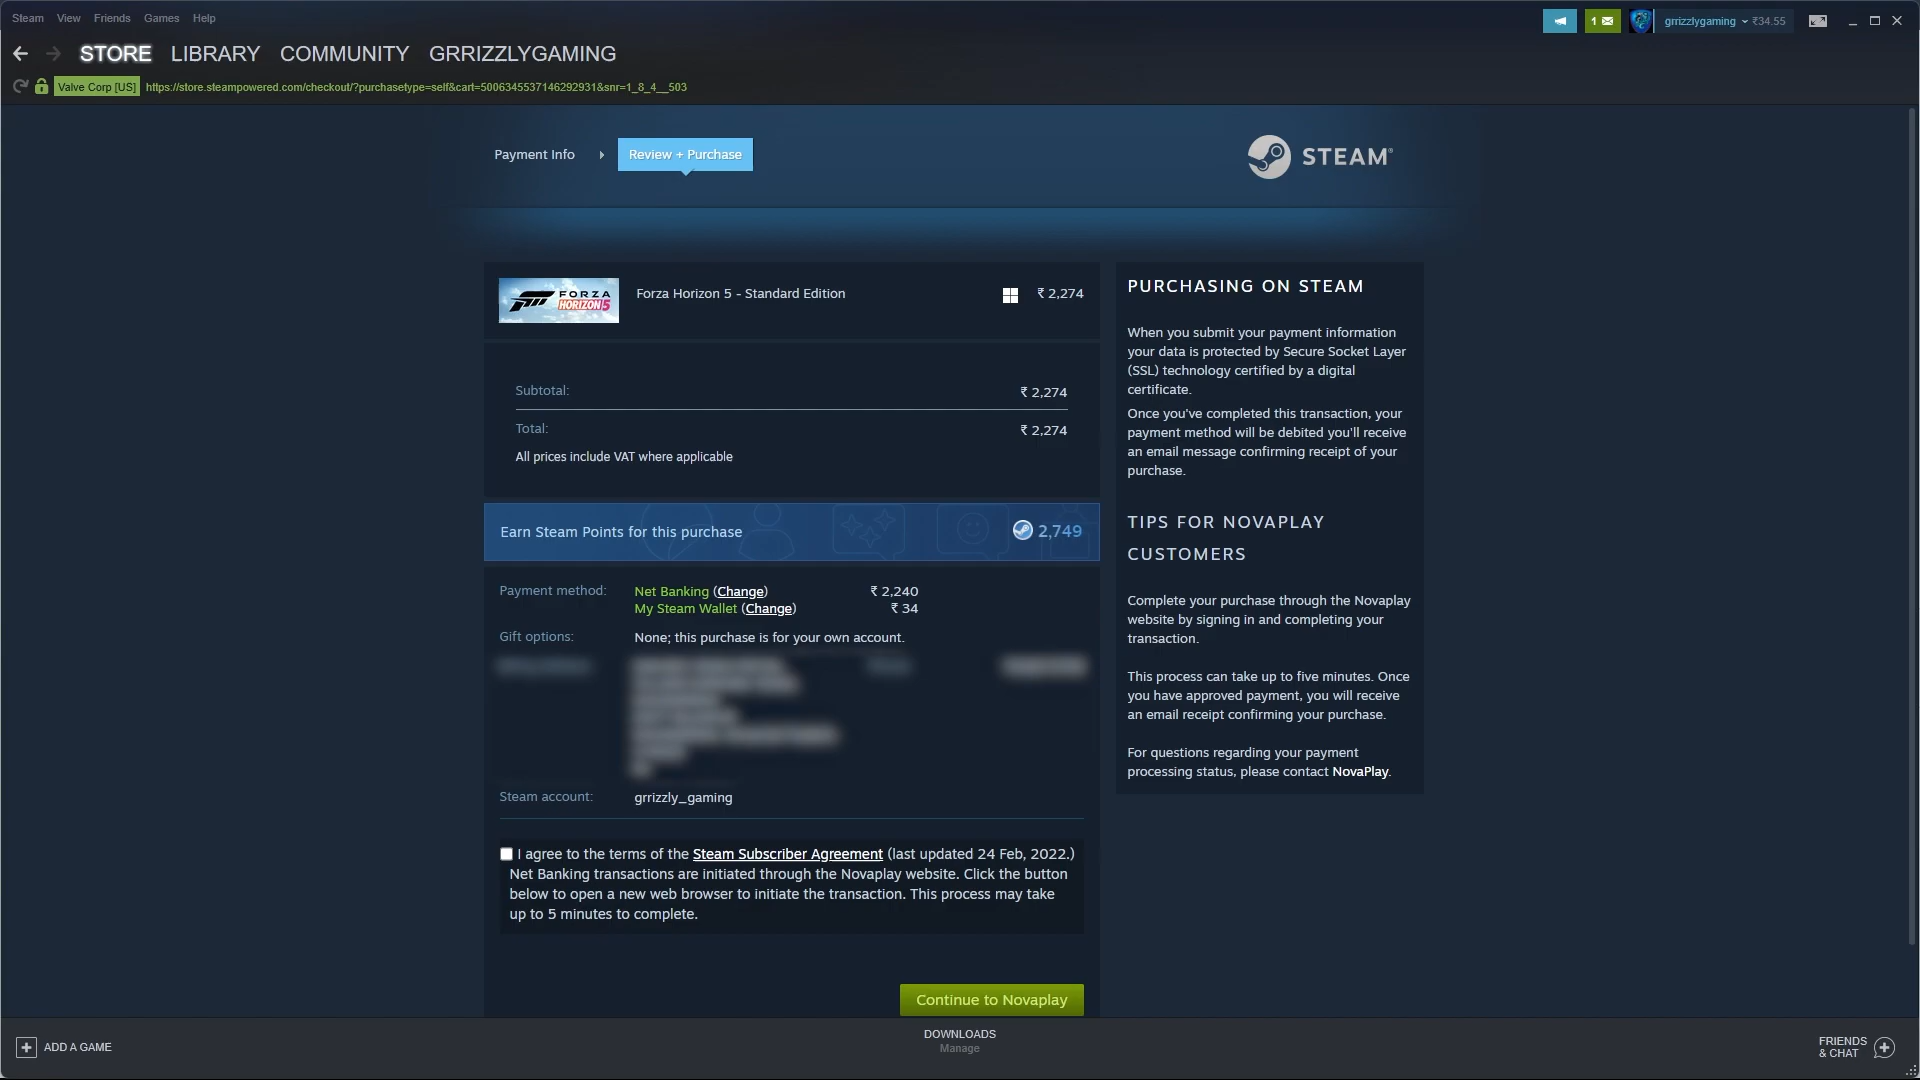 Steam View Friends Games Help
1 grrizzlygaming ₹34.55
STORE LIBRARY COMMUNITY GRRIZZLYGAMING
Valve Corp [US] https://store.steampowered.com/checkout/?purchasetype=self&cart=5006345537146292931&snr=1_8_4__503
Payment Info Review + Purchase
STEAM®
FORZA
HORIZON 5
Forza Horizon 5 - Standard Edition ₹ 2,274
Subtotal: ₹ 2,274
Total: ₹ 2,274
All prices include VAT where applicable
Earn Steam Points for this purchase 2,749
Payment method: Net Banking (Change) ₹ 2,240
My Steam Wallet (Change) ₹ 34
Gift options: None; this purchase is for your own account.
Steam account: grrizzly_gaming
I agree to the terms of the Steam Subscriber Agreement (last updated 24 Feb, 2022.)
Net Banking transactions are initiated through the Novaplay website. Click the button
below to open a new web browser to initiate the transaction. This process may take
up to 5 minutes to complete.
Continue to Novaplay
PURCHASING ON STEAM
When you submit your payment information
your data is protected by Secure Socket Layer
(SSL) technology certified by a digital
certificate.
Once you've completed this transaction, your
payment method will be debited you'll receive
an email message confirming receipt of your
purchase.
TIPS FOR NOVAPLAY
CUSTOMERS
Complete your purchase through the Novaplay
website by signing in and completing your
transaction.
This process can take up to five minutes. Once
you have approved payment, you will receive
an email receipt confirming your purchase.
For questions regarding your payment
processing status, please contact NovaPlay.
ADD A GAME
DOWNLOADS
Manage
FRIENDS
& CHAT